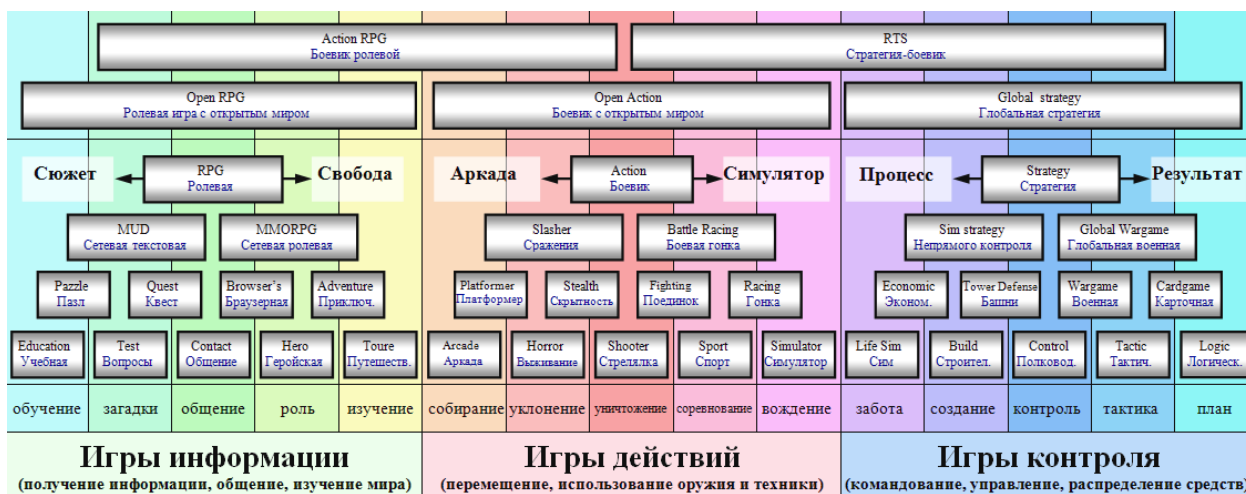 Action RPG
Боевик ролевой
RTS
Стратегия-боевик
Open RPG
Ролевая игра с открытым миром
Open Action
Боевик с открытым миром
Global strategy
Глобальная стратегия
Сюжет
RPG
Ролевая
Свобода
Аркада
Action
Боевик
Симулятор
Процесс
Strategy
Стратегия
Результат
MUD
Сетевая текстовая
MMORPG
Сетевая ролевая
Slasher
Сражения
Battle Racing
Боевая гонка
Sim strategy
Непрямого контроля
Global Wargame
Глобальная военная
Pazzle
Пазл
Quest
Квест
Browser's
Браузерная
Adventure
Приключ.
Platformer
Платформер
Stealth
Скрытность
Fighting
Поединок
Racing
Гонка
Economic
Эконом.
Tower Defense
Башни
Wargame
Военная
Cardgame
Карточная
Education
Учебная
Test
Вопросы
Contact
Общение
Hero
Геройская
Toure
Путешеств.
Arcade
Аркада
Horror
Выживание
Shooter
Стрелялка
Sport
Спорт
Simulator
Симулятор
Life Sim
Сим
Build
Строител.
Control
Полковод.
Tactic
Тактич.
Logic
Логическ.
обучение загадки общение роль изучение собирание уклонение уничтожение соревнование вождение забота создание контроль тактика план
Игры информации
(получение информации, общение, изучение мира)
Игры действий
(перемещение, использование оружия и техники)
Игры контроля
(командование, управление, распределение средств)